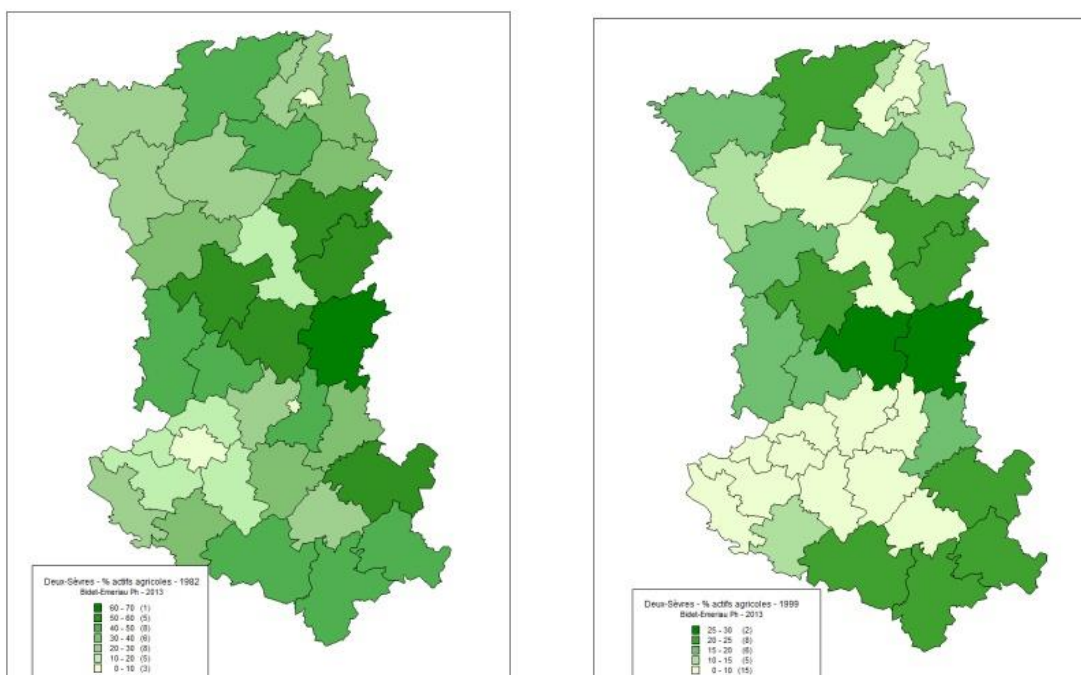 Deux-Sèvres - % actifs agricoles - 1982
Bidet-Emeriau Ph - 2013
60 - 70 (1)
50 - 60 (5)
40 - 50 (8)
30 - 40 (6)
20 - 30 (8)
10 - 20 (5)
0 - 10 (3)
Deux-Sèvres - % actifs agricoles - 1999
Bidet-Emeriau Ph - 2013
25 - 30 (2)
20 - 25 (8)
15 - 20 (6)
10 - 15 (5)
0 - 10 (15)